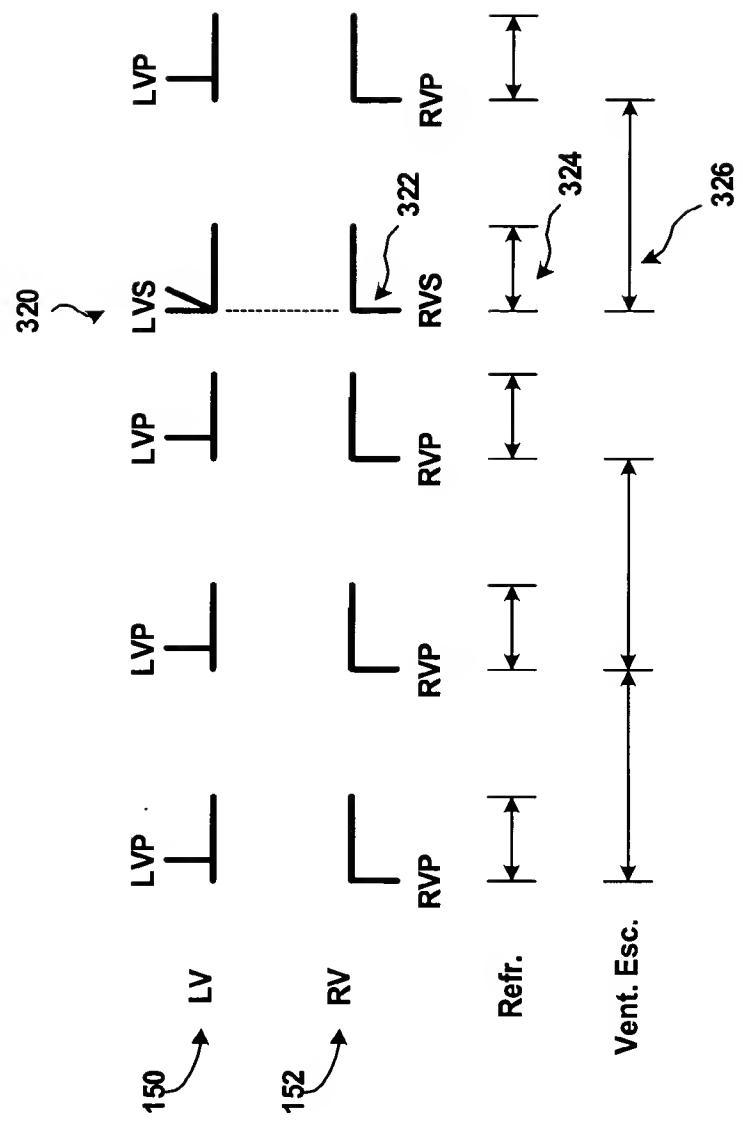 320
LVP LVP LVP LVS LVP
150
LV
152
RV
322
RVP RVP RVP RVS RVP
Refr.
324
Vent. Esc.
326